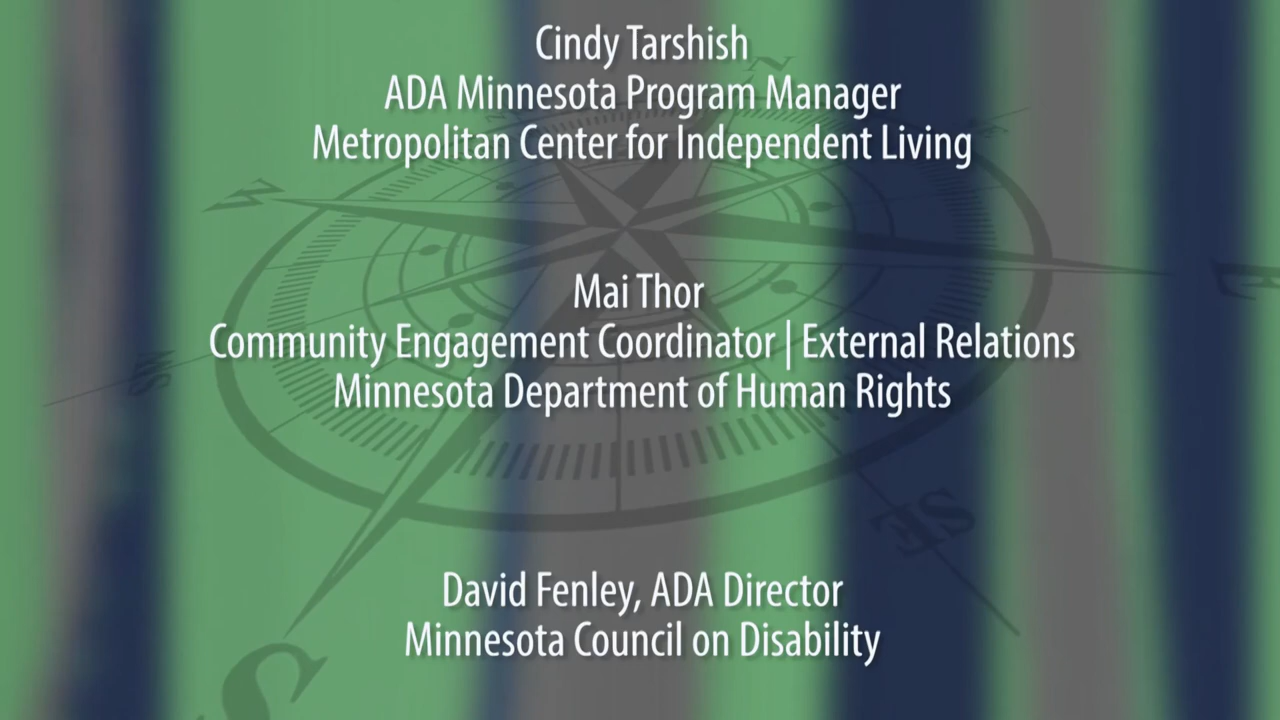 Cindy Tarshish
ADA Minnesota Program Manager
Metropolitan Center for Independent Living
Mai Thor
Community Engagement Coordinator | External Relations
Minnesota Department of Human Rights
David Fenley, ADA Director
Minnesota Council on Disability
N
E
SE
S